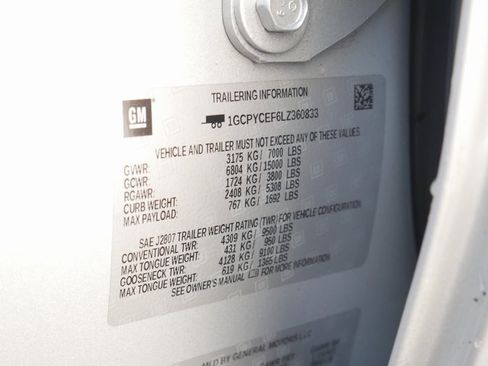 TRAILERING INFORMATION
GM
1GCPYCEF6LZ360833
VEHICLE AND TRAILER MUST NOT EXCEED ANY OF THESE VALUES.
GVWR: 3175 KG / 7000 LBS
GCWR: 6804 KG / 15000 LBS
RGAWR: 1724 KG / 3800 LBS
CURB WEIGHT: 2408 KG / 5308 LBS
MAX PAYLOAD: 767 KG / 1692 LBS
SAE J2807 TRAILER WEIGHT RATING (TWR) FOR VEHICLE CONFIGURATION
CONVENTIONAL TWR: 4309 KG / 9500 LBS
MAX TONGUE WEIGHT: 431 KG / 950 LBS
GOOSENECK TWR: 4128 KG / 9100 LBS
MAX TONGUE WEIGHT: 619 KG / 1365 LBS
SEE OWNER'S MANUAL FOR MORE INFORMATION
MFD BY GENERAL MOTORS LLC